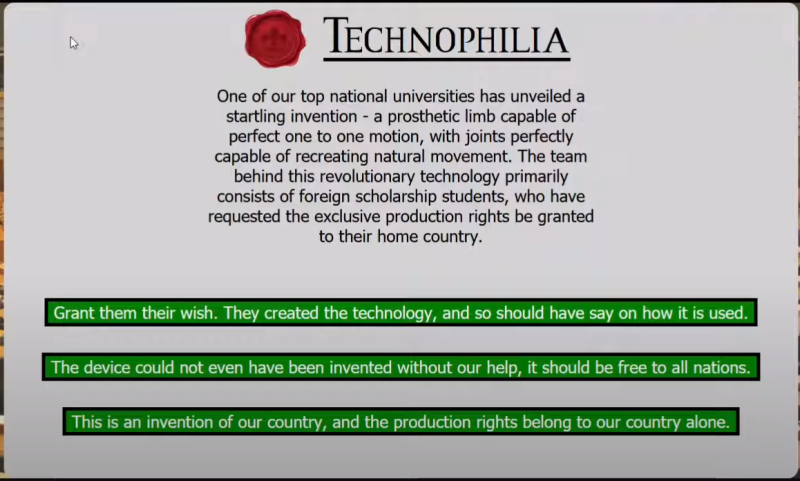 TECHNOPHILIA
One of our top national universities has unveiled a
startling invention - a prosthetic limb capable of
perfect one to one motion, with joints perfectly
capable of recreating natural movement. The team
behind this revolutionary technology primarily
consists of foreign scholarship students, who have
requested the exclusive production rights be granted
to their home country.
Grant them their wish. They created the technology, and so should have say on how it is used.
The device could not even have been invented without our help, it should be free to all nations.
This is an invention of our country, and the production rights belong to our country alone.